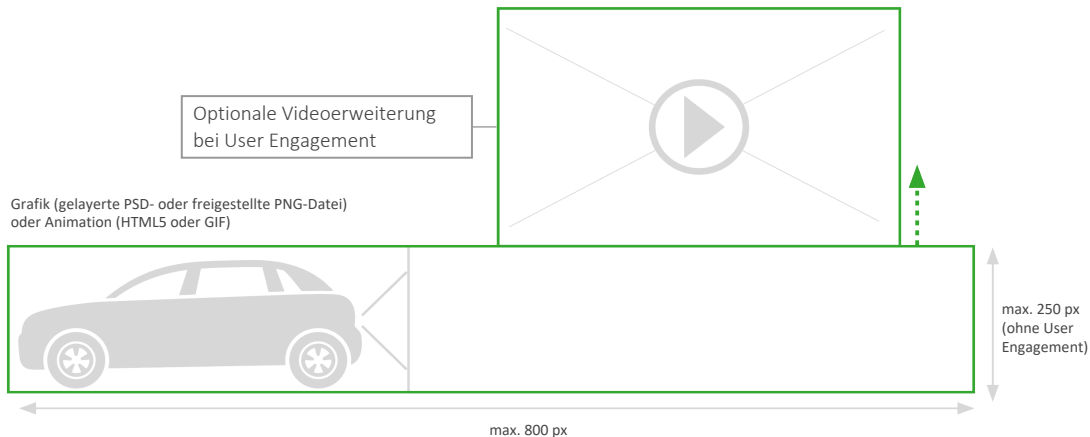 Optionale Videoerweiterung
bei User Engagement
Grafik (gelayerte PSD- oder freigestellte PNG-Datei)
oder Animation (HTML5 oder GIF)
max. 250 px
(ohne User
Engagement)
max. 800 px